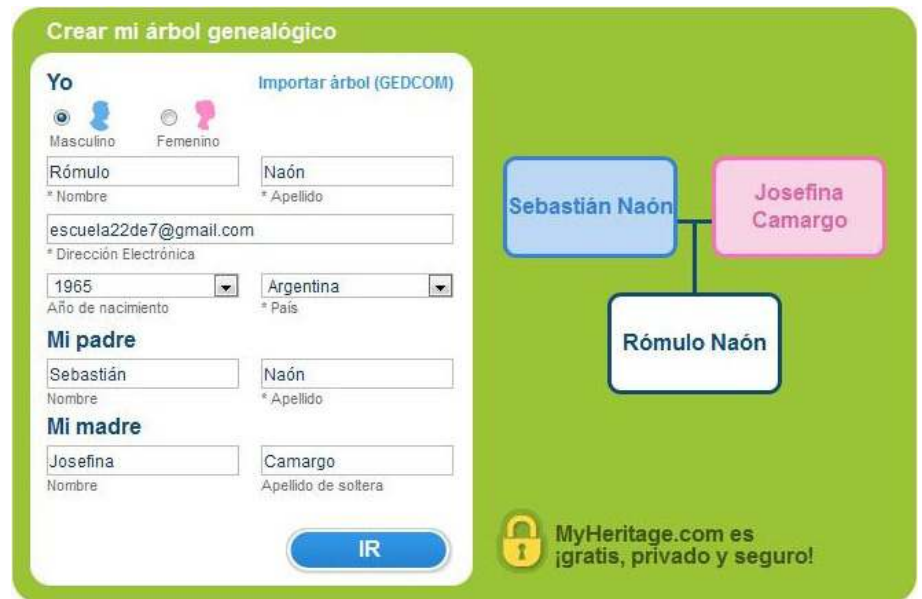 Crear mi árbol genealógico
Yo
Importar árbol (GEDCOM)
Masculino
Femenino
Rómulo
Naón
* Nombre
* Apellido
escuela22de7@gmail.com
* Dirección Electrónica
1965
Argentina
Año de nacimiento
* País
Mi padre
Sebastián
Naón
Nombre
* Apellido
Mi madre
Josefina
Camargo
Nombre
Apellido de soltera
IR
Sebastián Naón
Josefina
Camargo
Rómulo Naón
MyHeritage.com es
¡gratis, privado y seguro!